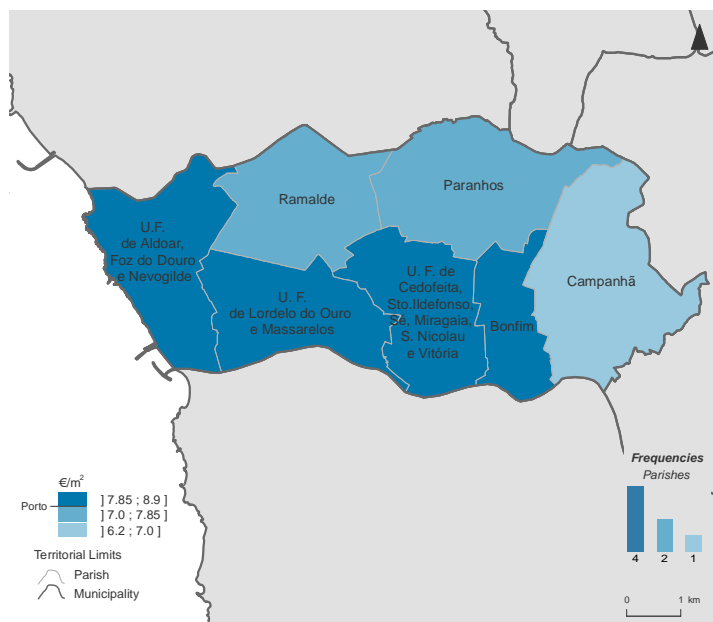 Ramalde
Paranhos
U.F.
de Aldoar,
Foz do Douro
e Nevogilde
U. F.
de Lordelo do Ouro
e Massarelos
U. F. de
Cedofeita,
Sto.Ildefonso,
Sé, Miragaia,
S. Nicolau
e Vitória
Bonfim
Campanhã
€/m²
Porto
] 7.85 ; 8.9 ]
] 7.0 ; 7.85 ]
] 6.2 ; 7.0 ]
Territorial Limits
Parish
Municipality
Frequencies
Parishes
4 2 1
0 1 km